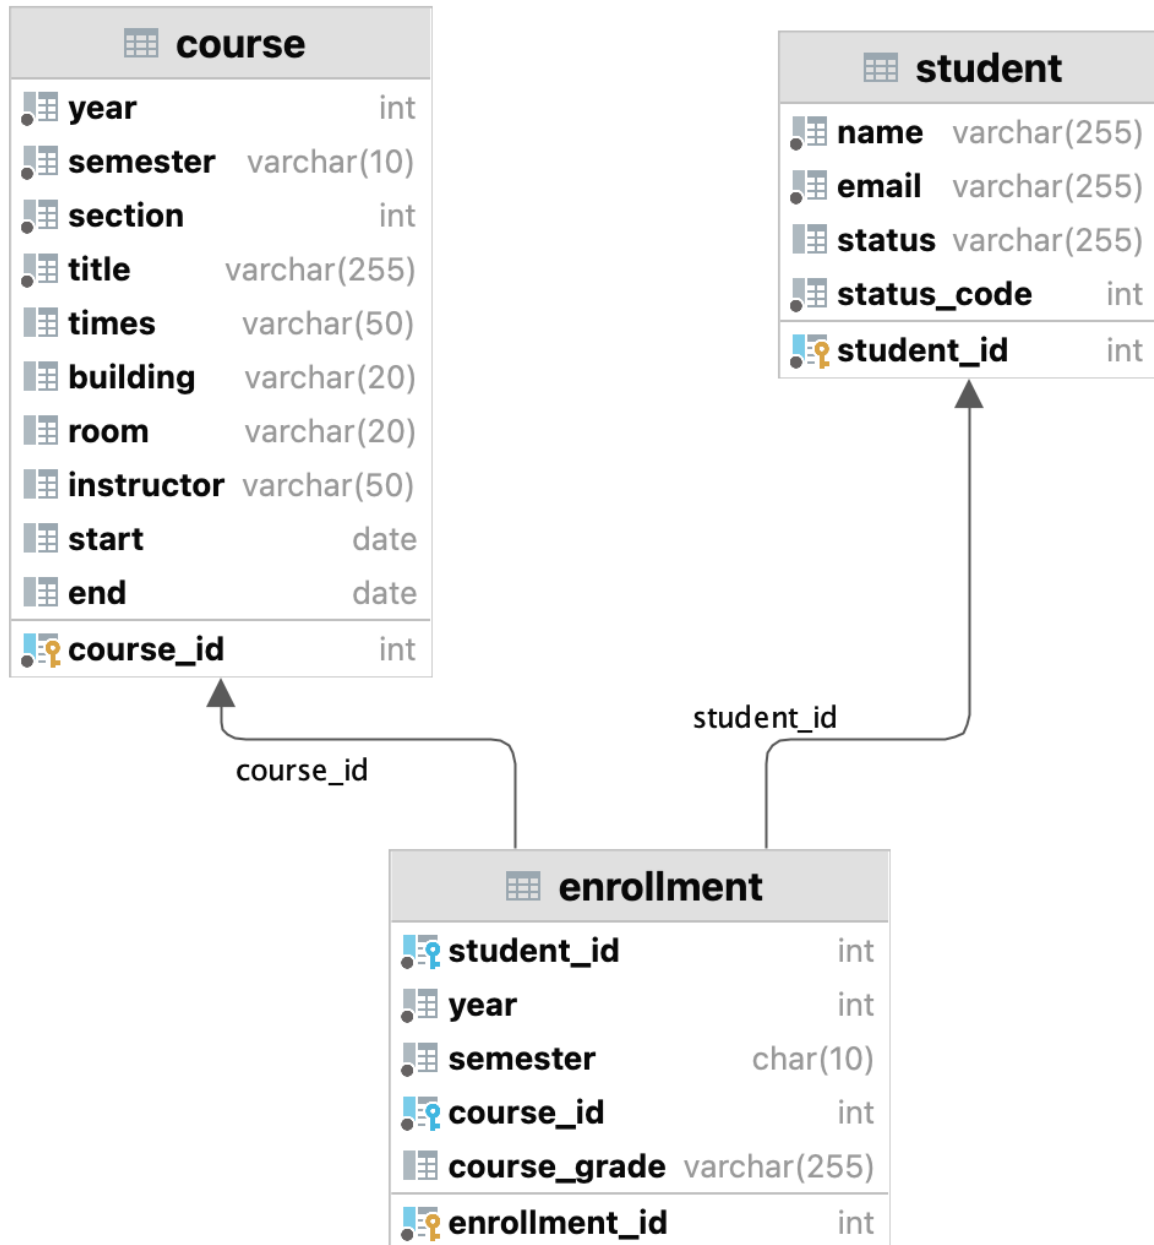 course
year int
semester varchar(10)
section int
title varchar(255)
times varchar(50)
building varchar(20)
room varchar(20)
instructor varchar(50)
start date
end date
course_id int
student
name varchar(255)
email varchar(255)
status varchar(255)
status_code int
student_id int
student_id
course_id
enrollment
student_id int
year int
semester char(10)
course_id int
course_grade varchar(255)
enrollment_id int